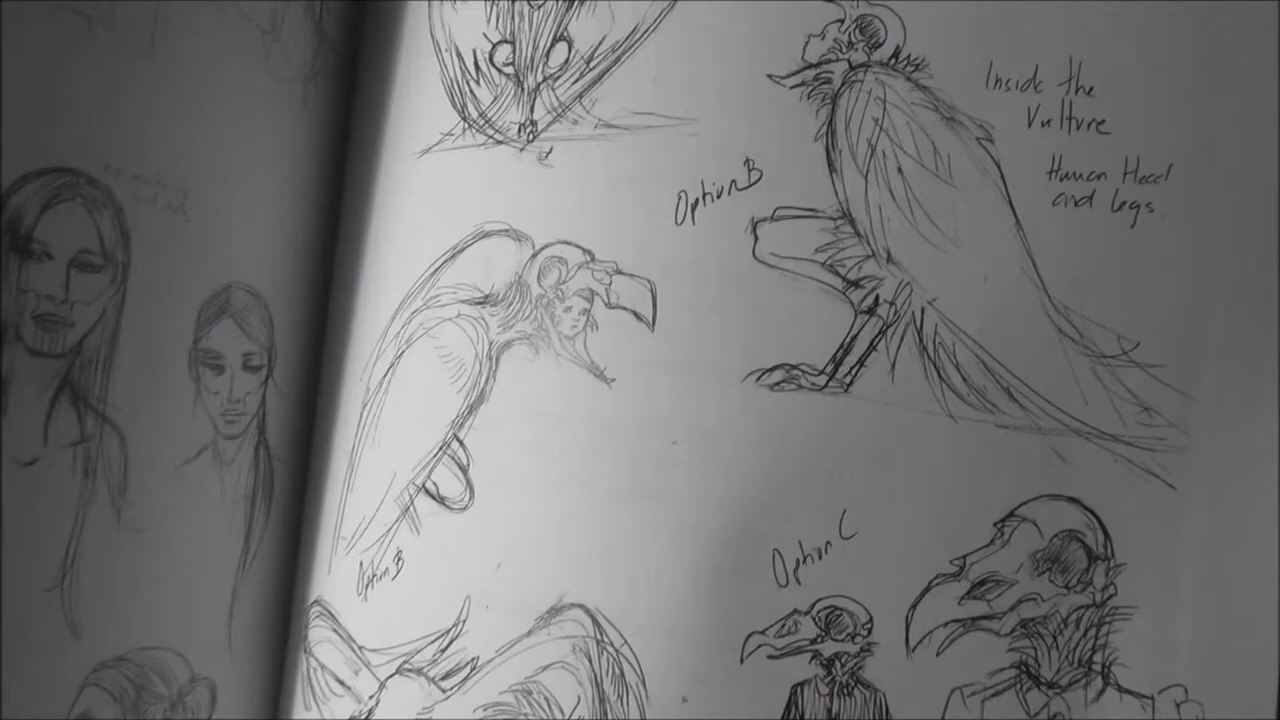 Inside the
Vulture
Human Head
and legs.
Option B
Option B
Option C